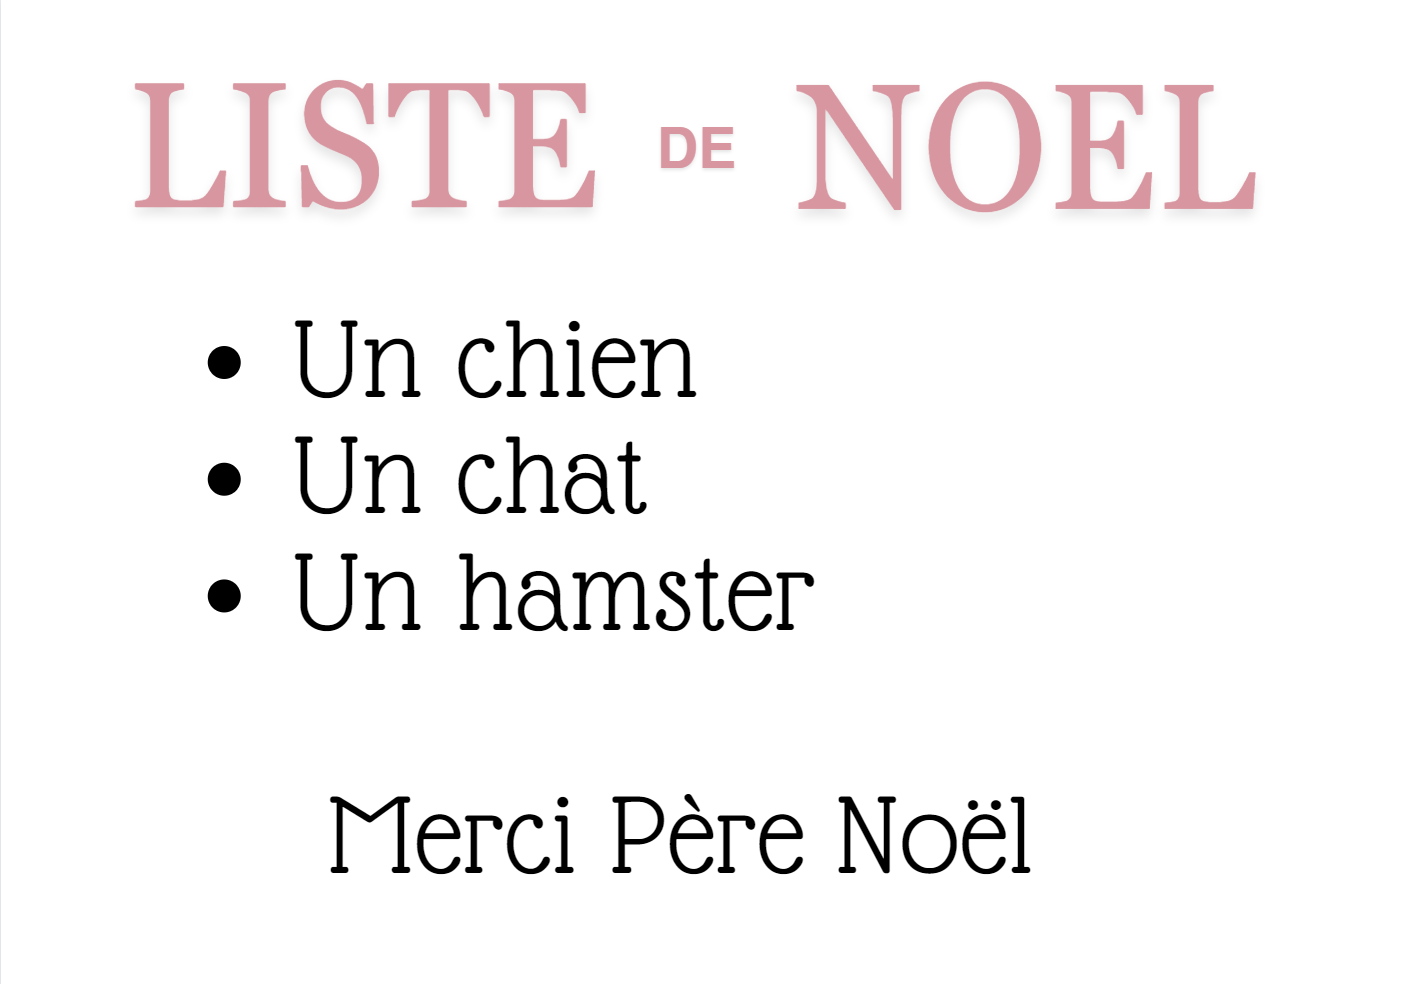 LISTE DE NOEL
• Un chien
• Un chat
• Un hamster
Merci Père Noël